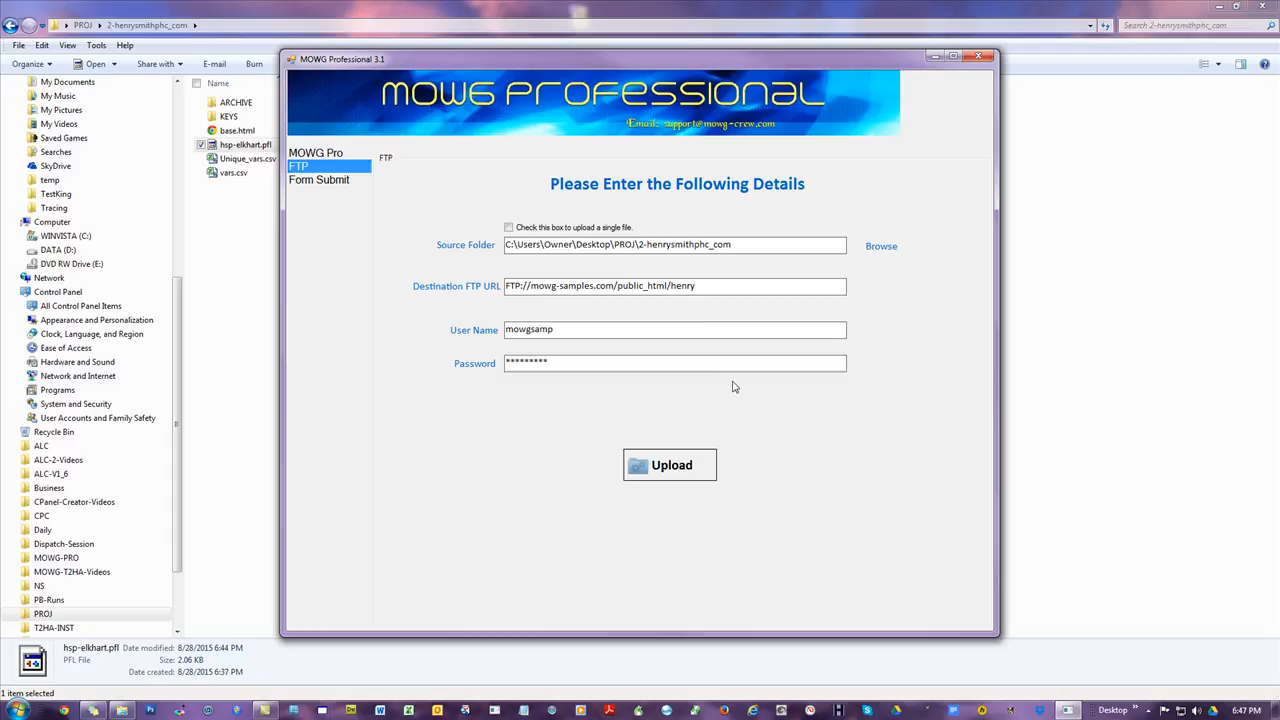 PROJ
2-henrysmithphc_com
Search 2-henrysmithphc_com
File Edit View Tools Help
Organize Open Share with E-mail Burn
My Documents
My Music
My Pictures
My Videos
Saved Games
Searches
SkyDrive
temp
TestKing
Tracing
Computer
WINVISTA (C:)
DATA (D:)
DVD RW Drive (E:)
Network
Control Panel
All Control Panel Items
Appearance and Personalization
Clock, Language, and Region
Ease of Access
Hardware and Sound
Network and Internet
Programs
System and Security
User Accounts and Family Safety
Recycle Bin
ALC
ALC-2-Videos
ALC-V1_6
Business
CPanel-Creator-Videos
CPC
Daily
Dispatch-Session
MOWG-PRO
MOWG-T2HA-Videos
NS
PB-Runs
PROJ
T2HA-INST
Name
ARCHIVE
KEYS
base.html
hsp-elkhart.pfl
Unique_vars.csv
vars.csv
MOWG Professional 3.1
MOWG PROFESSIONAL
Email: support@mowg-crew.com
MOWG Pro
FTP
Form Submit
FTP
Please Enter the Following Details
Check this box to upload a single file.
Source Folder C:\Users\Owner\Desktop\PROJ\2-henrysmithphc_com Browse
Destination FTP URL FTP://mowg-samples.com/public_html/henry
User Name mowgsamp
Password *********
Upload
hsp-elkhart.pfl Date modified: 8/28/2015 6:44 PM
PFL File Size: 2.06 KB
Date created: 8/28/2015 6:37 PM
1 item selected
Desktop 6:47 PM